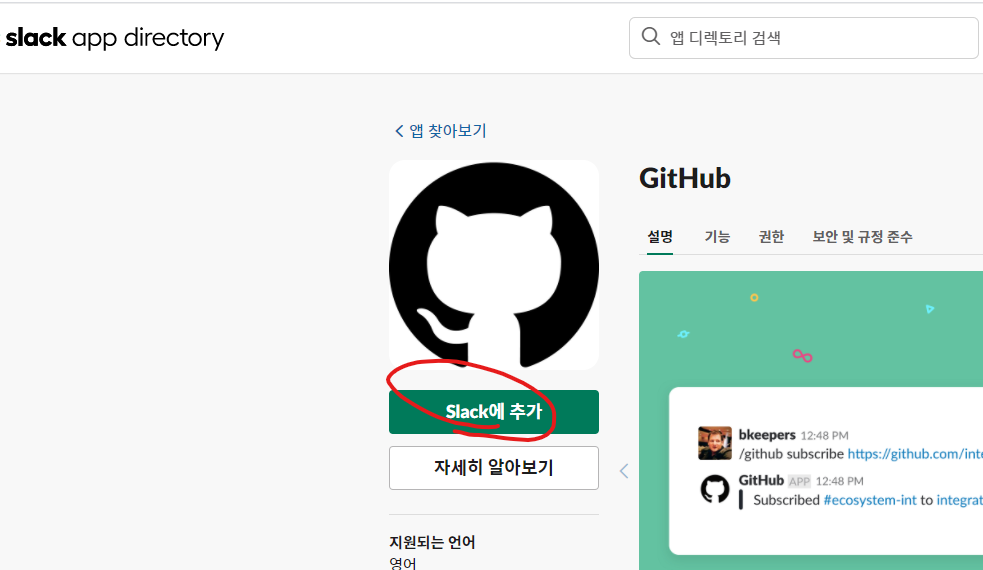 slack app directory
앱 디렉토리 검색
앱 찾아보기
GitHub
설명 기능 권한 보안 및 규정 준수
Slack에 추가
자세히 알아보기
지원되는 언어
영어
bkeepers 12:48 PM
/github subscribe https://github.com/inte
GitHub APP 12:48 PM
Subscribed #ecosystem-int to integrat